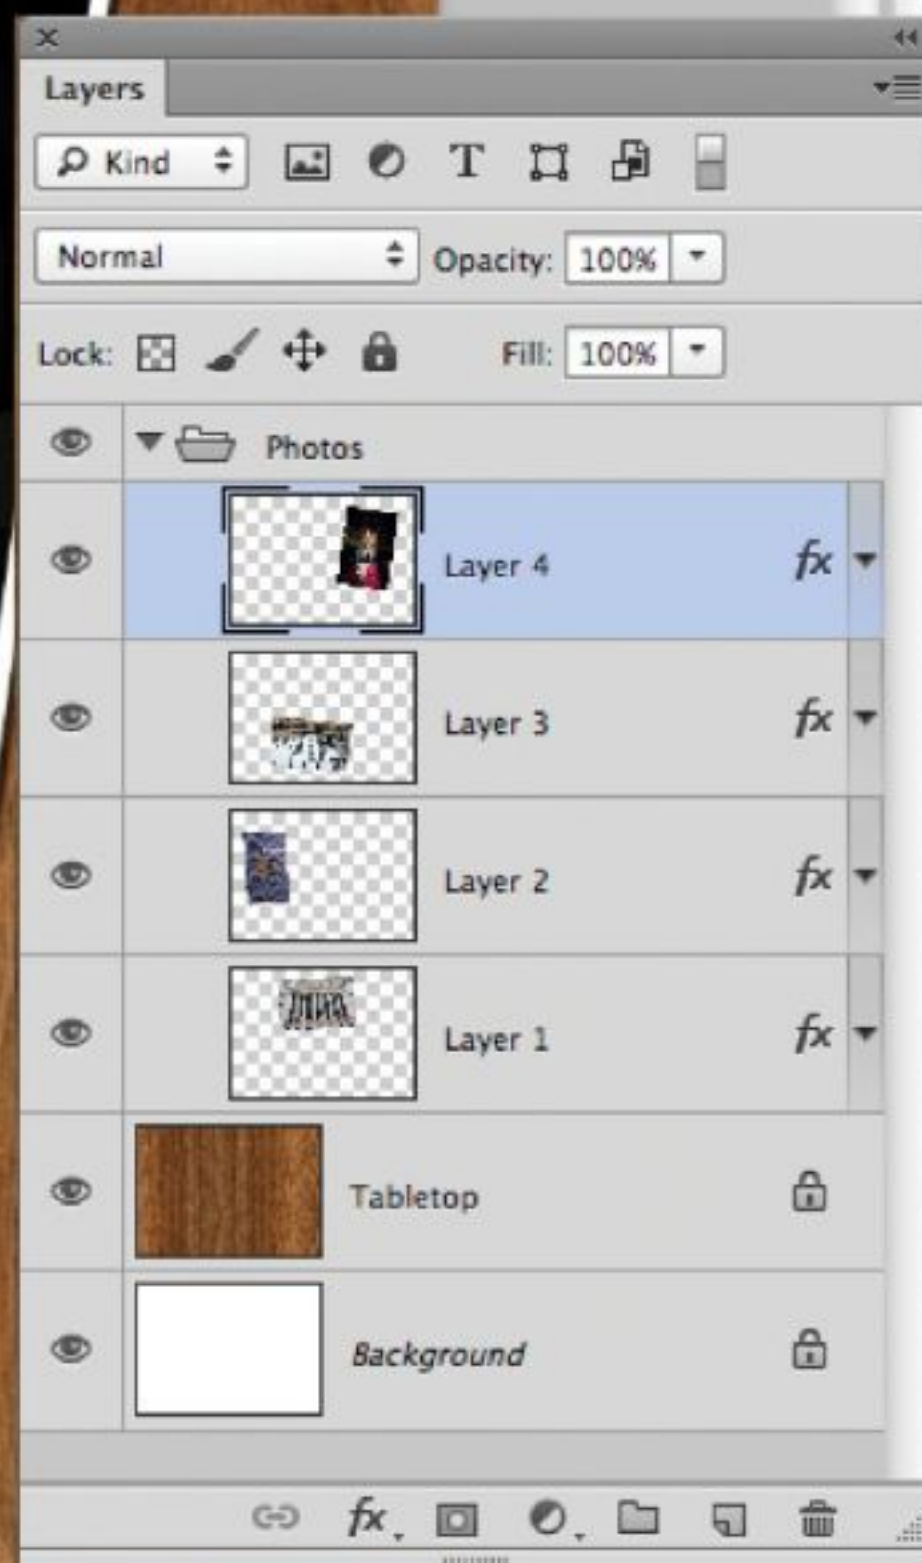 Layers
Kind T
Normal Opacity: 100%
Lock: Fill: 100%
Photos
Layer 4 fx
Layer 3 fx
Layer 2 fx
Layer 1 fx
Tabletop
Background
fx